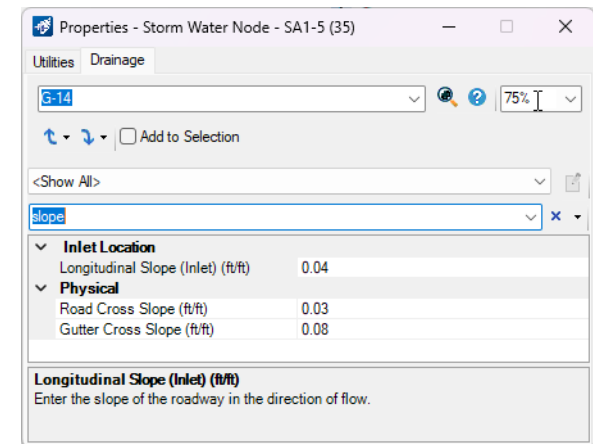 Properties - Storm Water Node - SA1-5 (35)
Utilities Drainage
G-14 75%
Add to Selection
<Show All>
slope
Inlet Location
Longitudinal Slope (Inlet) (ft/ft) 0.04
Physical
Road Cross Slope (ft/ft) 0.03
Gutter Cross Slope (ft/ft) 0.08
Longitudinal Slope (Inlet) (ft/ft)
Enter the slope of the roadway in the direction of flow.